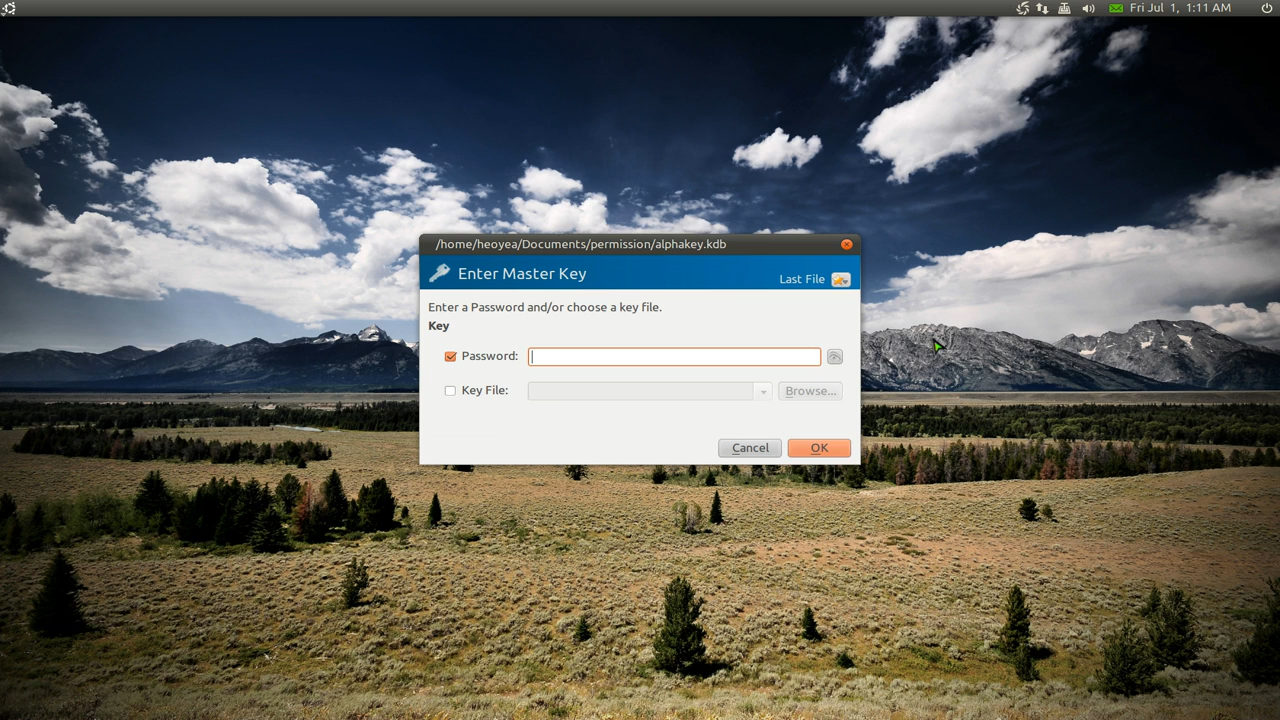 Fri Jul 1, 1:11 AM
/home/heoyea/Documents/permission/alphakey.kdb
Enter Master Key
Last File
Enter a Password and/or choose a key file.
Key
Password:
Key File:
Browse...
Cancel
OK